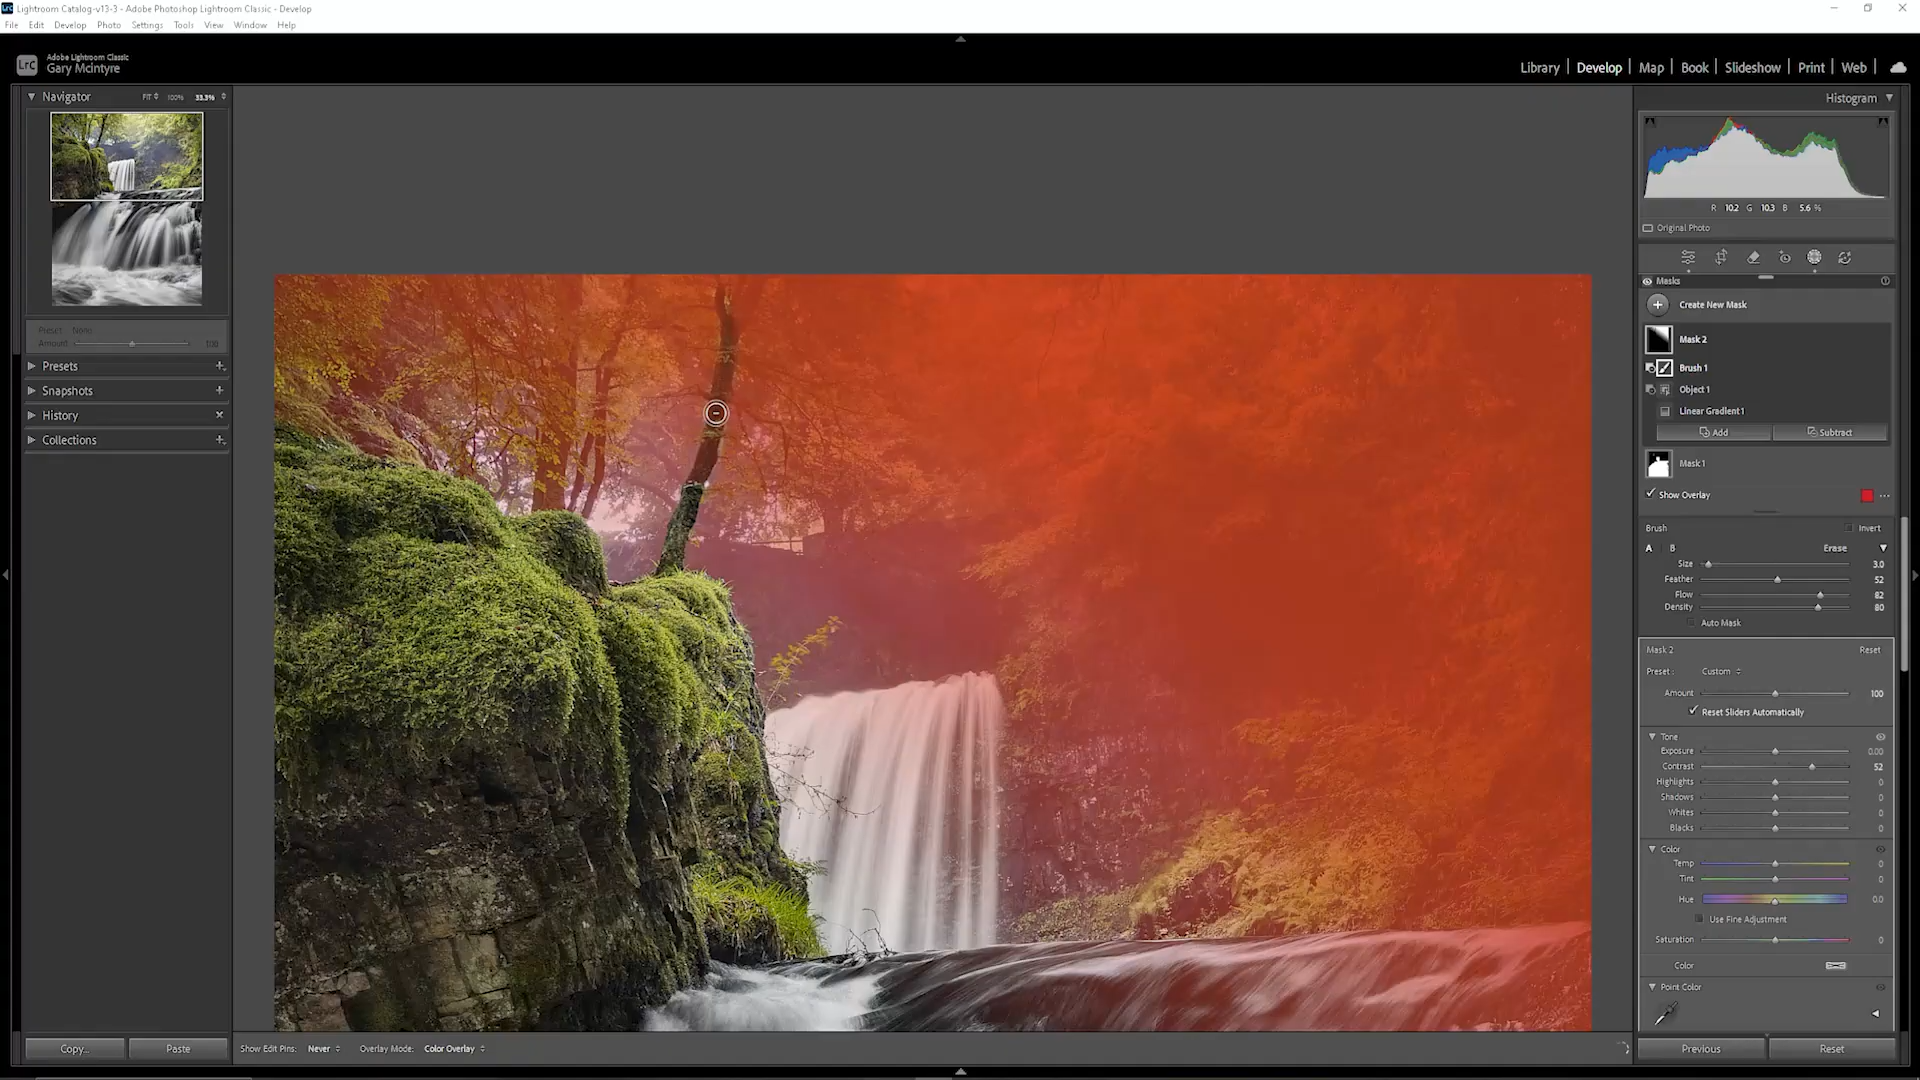 Lightroom Catalog-v13-3 - Adobe Photoshop Lightroom Classic - Develop
File Edit Develop Photo Settings Tools View Window Help
LrC
Adobe Lightroom Classic
Gary Mcintyre
Library | Develop | Map | Book | Slideshow | Print | Web |
Navigator FIT 100% 33.3%
Preset: None
Amount 100
Presets
Snapshots
History
Collections
Copy... Paste
Show Edit Pins: Never Overlay Mode: Color Overlay
Histogram
R 10.2 G 10.3 B 5.6 %
Original Photo
Masks
Create New Mask
Mask 2
Brush 1
Object 1
Linear Gradient 1
Add Subtract
Mask 1
Show Overlay
Brush Invert
A B Erase
Size 3.0
Feather 52
Flow 82
Density 80
Auto Mask
Mask 2 Reset
Preset: Custom
Amount 100
Reset Sliders Automatically
Tone
Exposure 0.00
Contrast 52
Highlights 0
Shadows 0
Whites 0
Blacks 0
Color
Temp 0
Tint 0
Hue 0.0
Use Fine Adjustment
Saturation 0
Color
Point Color
Previous Reset